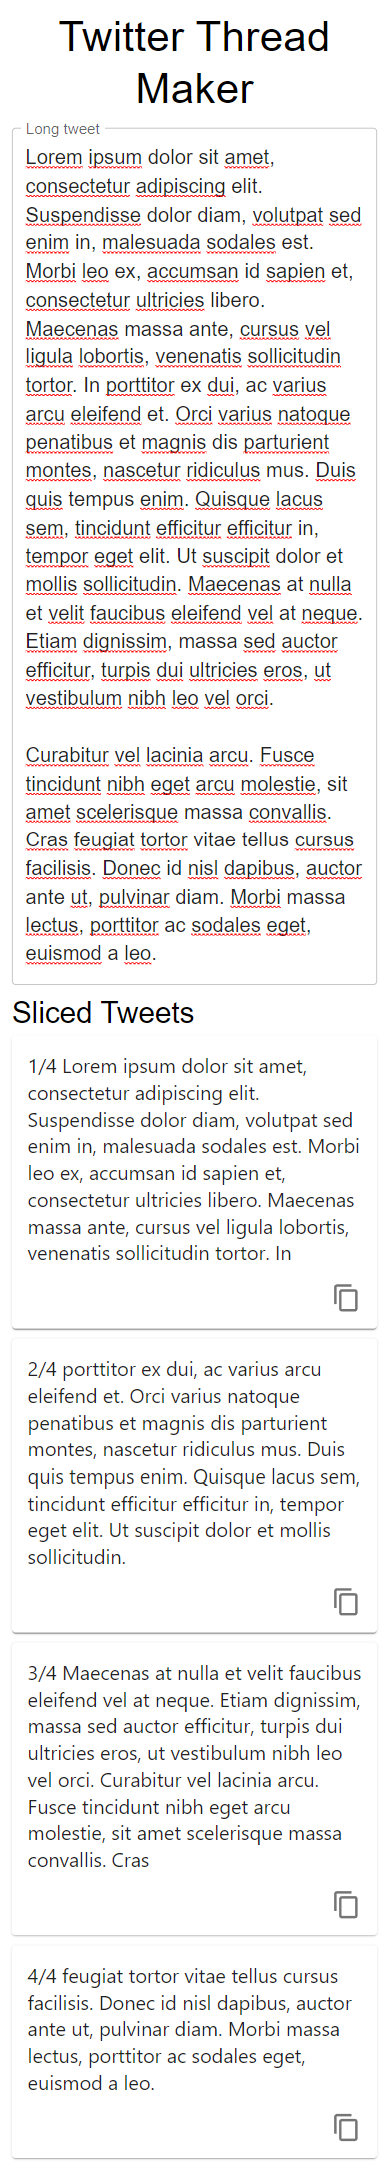 Twitter Thread
Maker
Long tweet
Lorem ipsum dolor sit amet,
consectetur adipiscing elit.
Suspendisse dolor diam, volutpat sed
enim in, malesuada sodales est.
Morbi leo ex, accumsan id sapien et,
consectetur ultricies libero.
Maecenas massa ante, cursus vel
ligula lobortis, venenatis sollicitudin
tortor. In porttitor ex dui, ac varius
arcu eleifend et. Orci varius natoque
penatibus et magnis dis parturient
montes, nascetur ridiculus mus. Duis
quis tempus enim. Quisque lacus
sem, tincidunt efficitur efficitur in,
tempor eget elit. Ut suscipit dolor et
mollis sollicitudin. Maecenas at nulla
et velit faucibus eleifend vel at neque.
Etiam dignissim, massa sed auctor
efficitur, turpis dui ultricies eros, ut
vestibulum nibh leo vel orci.
Curabitur vel lacinia arcu. Fusce
tincidunt nibh eget arcu molestie, sit
amet scelerisque massa convallis.
Cras feugiat tortor vitae tellus cursus
facilisis. Donec id nisl dapibus, auctor
ante ut, pulvinar diam. Morbi massa
lectus, porttitor ac sodales eget,
euismod a leo.
Sliced Tweets
1/4 Lorem ipsum dolor sit amet,
consectetur adipiscing elit.
Suspendisse dolor diam, volutpat sed
enim in, malesuada sodales est. Morbi
leo ex, accumsan id sapien et,
consectetur ultricies libero. Maecenas
massa ante, cursus vel ligula lobortis,
venenatis sollicitudin tortor. In
2/4 porttitor ex dui, ac varius arcu
eleifend et. Orci varius natoque
penatibus et magnis dis parturient
montes, nascetur ridiculus mus. Duis
quis tempus enim. Quisque lacus sem,
tincidunt efficitur efficitur in, tempor
eget elit. Ut suscipit dolor et mollis
sollicitudin.
3/4 Maecenas at nulla et velit faucibus
eleifend vel at neque. Etiam dignissim,
massa sed auctor efficitur, turpis dui
ultricies eros, ut vestibulum nibh leo
vel orci. Curabitur vel lacinia arcu.
Fusce tincidunt nibh eget arcu
molestie, sit amet scelerisque massa
convallis. Cras
4/4 feugiat tortor vitae tellus cursus
facilisis. Donec id nisl dapibus, auctor
ante ut, pulvinar diam. Morbi massa
lectus, porttitor ac sodales eget,
euismod a leo.